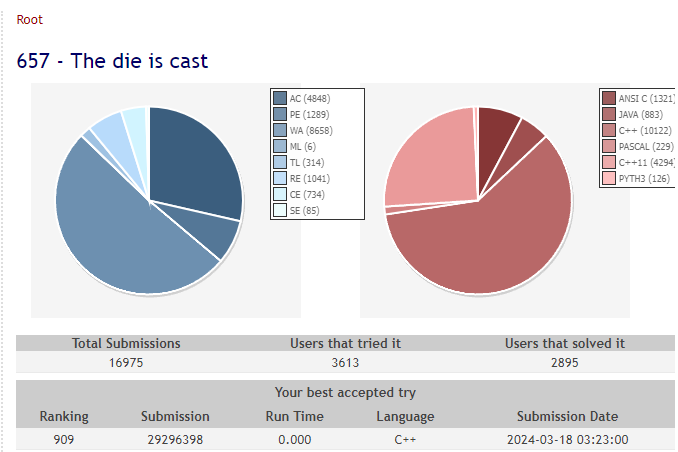 Root
657 - The die is cast
AC (4848)
PE (1289)
WA (8658)
ML (6)
TL (314)
RE (1041)
CE (734)
SE (85)
ANSI C (1321)
JAVA (883)
C++ (10122)
PASCAL (229)
C++11 (4294)
PYTH3 (126)
Total Submissions Users that tried it Users that solved it
16975 3613 2895
Your best accepted try
Ranking Submission Run Time Language Submission Date
909 29296398 0.000 C++ 2024-03-18 03:23:00